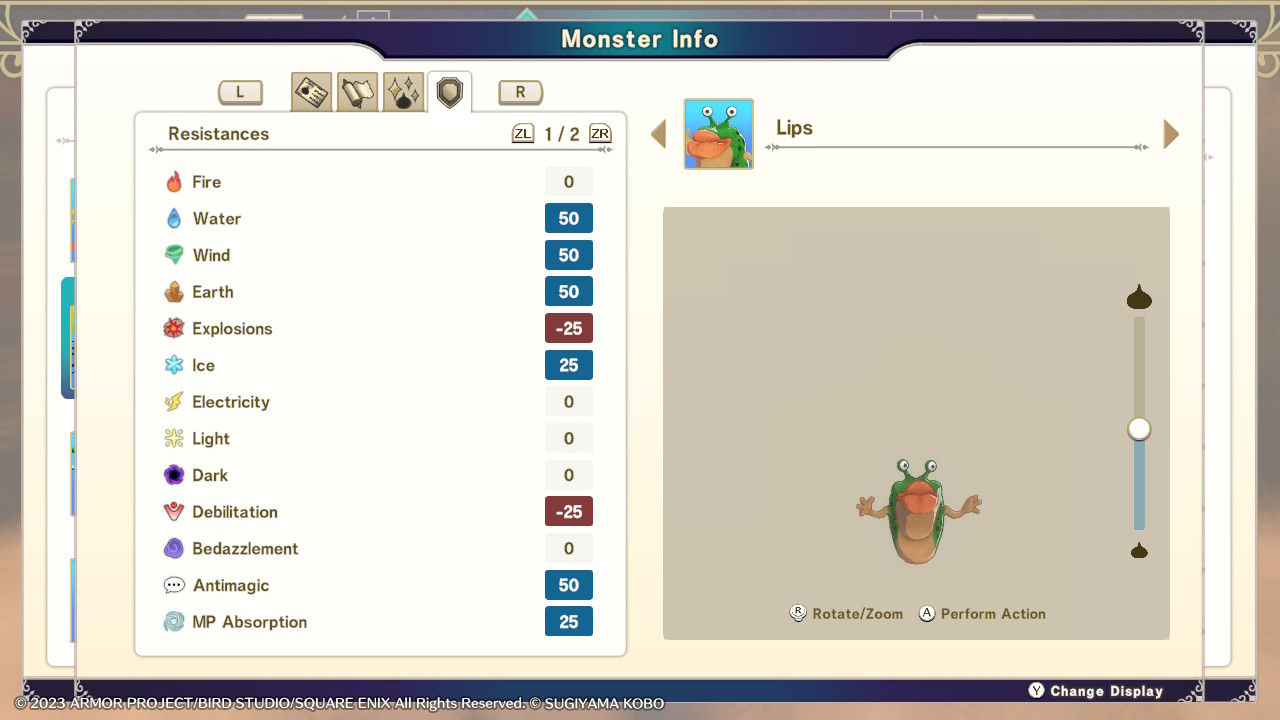 Monster Info
L
R
Resistances
ZL 1 / 2 ZR
Fire 0
Water 50
Wind 50
Earth 50
Explosions -25
Ice 25
Electricity 0
Light 0
Dark 0
Debilitation -25
Bedazzlement 0
Antimagic 50
MP Absorption 25
Lips
R Rotate/Zoom A Perform Action
Y Change Display
© 2023 ARMOR PROJECT/BIRD STUDIO/SQUARE ENIX All Rights Reserved. © SUGIYAMA KOBO